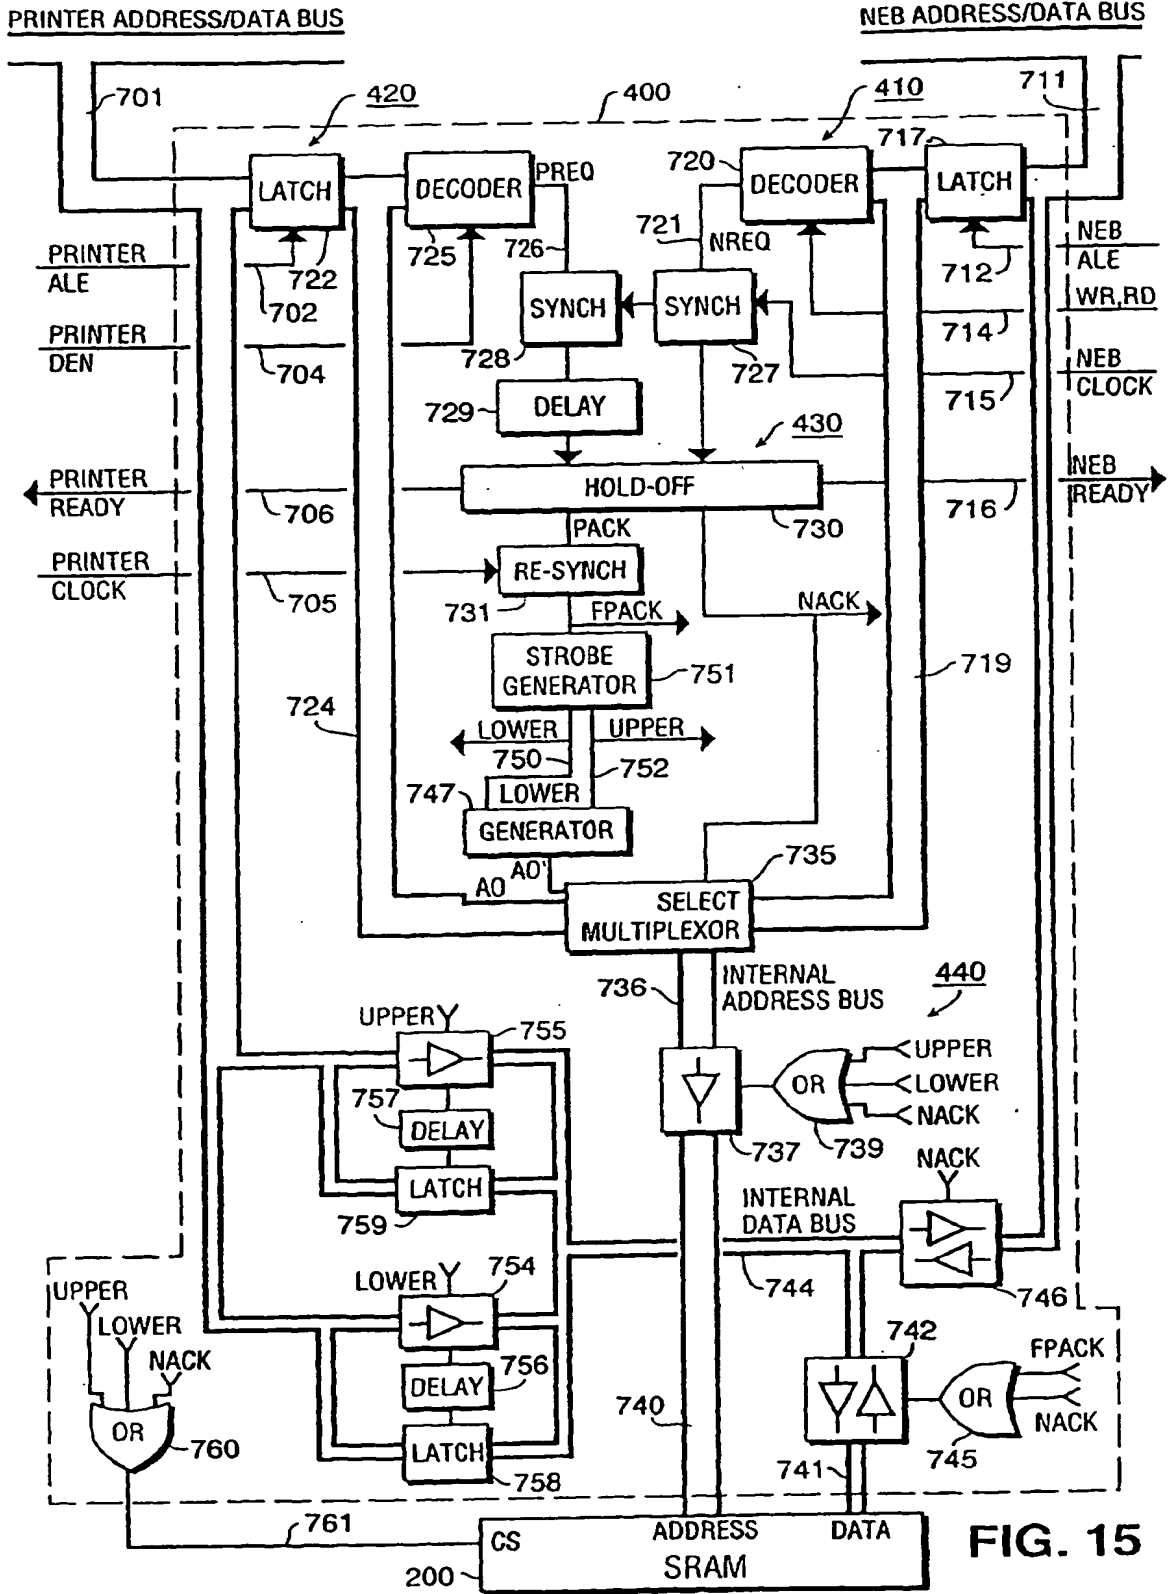 PRINTER ADDRESS/DATA BUS
NEB ADDRESS/DATA BUS
701
420
400
410
711
717
720
LATCH
DECODER
PREQ
DECODER
LATCH
721
NREQ
722
725
726
712
PRINTER
ALE
702
NEB
ALE
SYNCH
SYNCH
WR,RD
714
PRINTER
DEN
704
728
727
NEB
CLOCK
715
729
DELAY
430
PRINTER
READY
706
HOLD-OFF
716
NEB
READY
PACK
730
PRINTER
CLOCK
705
RE-SYNCH
731
FPACK
NACK
STROBE
GENERATOR
751
719
724
LOWER
UPPER
750
752
747
LOWER
GENERATOR
AO'
AO
735
SELECT
MULTIPLEXOR
736
INTERNAL
ADDRESS BUS
440
UPPER
755
UPPER
LOWER
NACK
OR
757
DELAY
737
739
LATCH
759
NACK
INTERNAL
DATA BUS
744
746
LOWER
754
UPPER
LOWER
NACK
742
FPACK
756
DELAY
740
OR
NACK
OR
760
LATCH
758
741
745
761
CS
ADDRESS
DATA
SRAM
200
FIG. 15